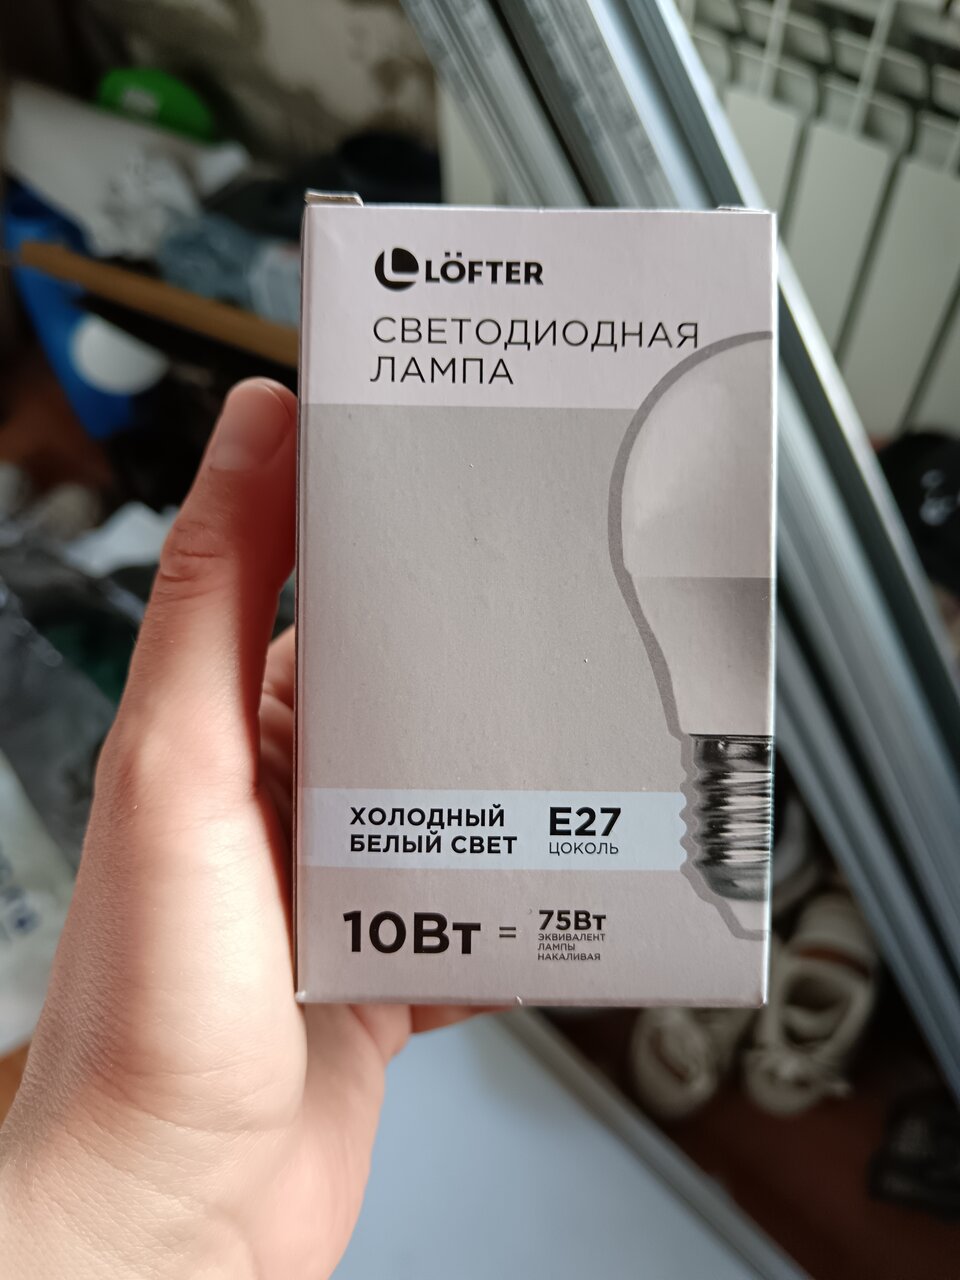 LÖFTER
СВЕТОДИОДНАЯ
ЛАМПА
ХОЛОДНЫЙ
БЕЛЫЙ СВЕТ
E27
ЦОКОЛЬ
10Вт = 75Вт
ЭКВИВАЛЕНТ
ЛАМПЫ
НАКАЛИВАЯ